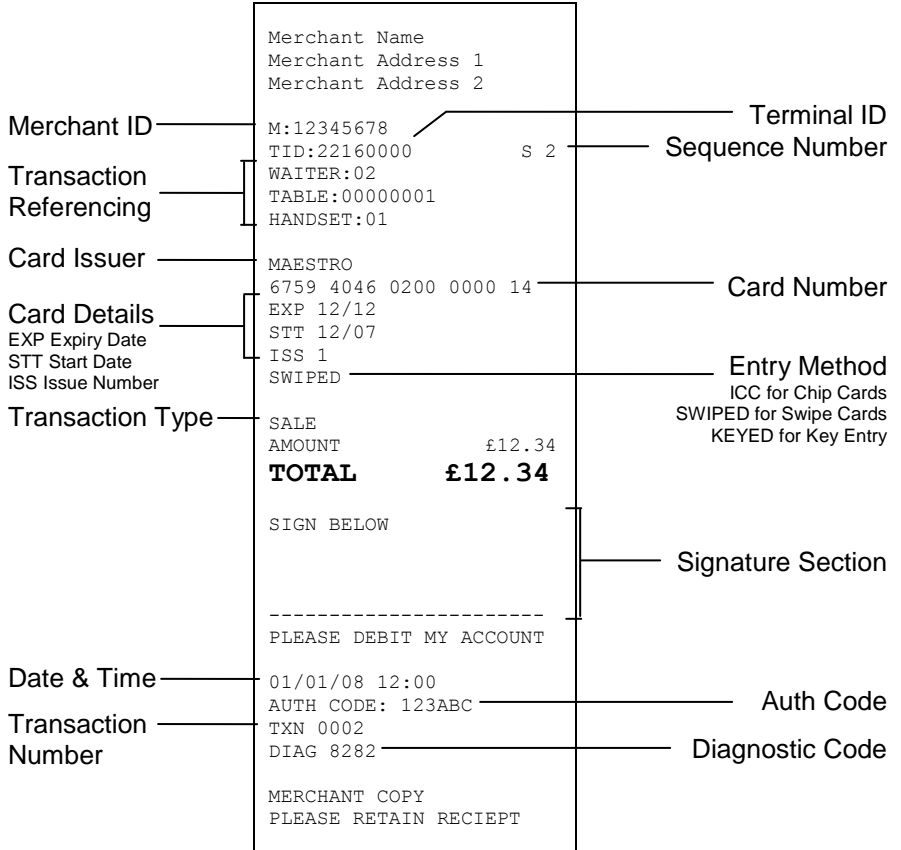 Merchant Name
Merchant Address 1
Merchant Address 2
Merchant ID
M:12345678
Terminal ID
TID:22160000 S 2
Sequence Number
Transaction
Referencing
WAITER:02
TABLE:00000001
HANDSET:01
Card Issuer
MAESTRO
6759 4046 0200 0000 14
Card Number
Card Details
EXP Expiry Date
STT Start Date
ISS Issue Number
EXP 12/12
STT 12/07
ISS 1
SWIPED
Entry Method
ICC for Chip Cards
SWIPED for Swipe Cards
KEYED for Key Entry
Transaction Type
SALE
AMOUNT £12.34
TOTAL £12.34
SIGN BELOW
Signature Section
-----------------------
PLEASE DEBIT MY ACCOUNT
Date & Time
01/01/08 12:00
AUTH CODE: 123ABC
Auth Code
Transaction
Number
TXN 0002
DIAG 8282
Diagnostic Code
MERCHANT COPY
PLEASE RETAIN RECIEPT